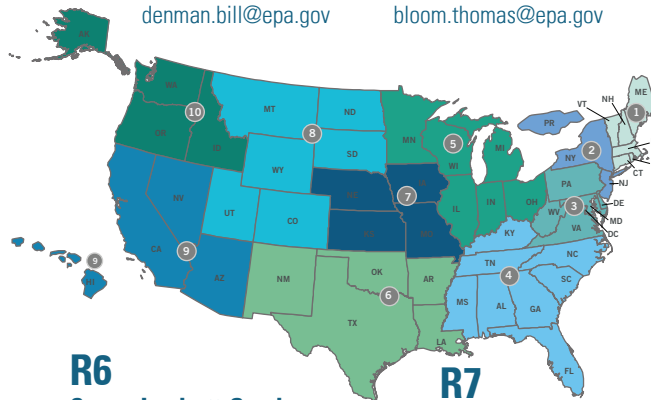 denman.bill@epa.gov
bloom.thomas@epa.gov
AK
WA
OR
ID
10
MT
ND
SD
WY
UT
CO
8
MN
WI
MI
IL
IN
OH
5
ME
NH
VT
1
CT
PR
NY
NJ
2
PA
WV
VA
DE
MD
DC
3
7
NV
CA
AZ
9
HI
9
NM
OK
AR
TX
LA
6
KY
TN
NC
SC
MS
AL
GA
FL
4
R6
R7